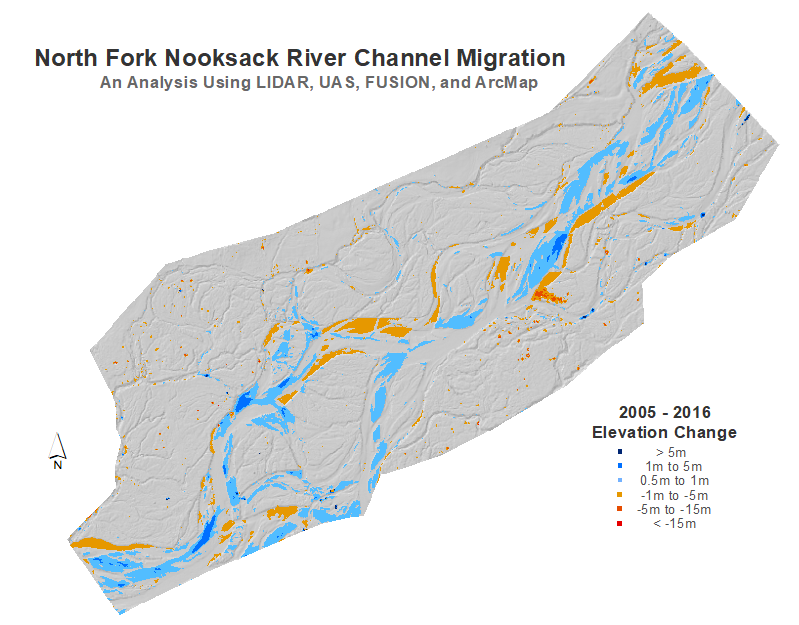 North Fork Nooksack River Channel Migration
An Analysis Using LIDAR, UAS, FUSION, and ArcMap
N
2005 - 2016
Elevation Change
> 5m
1m to 5m
0.5m to 1m
-1m to -5m
-5m to -15m
< -15m